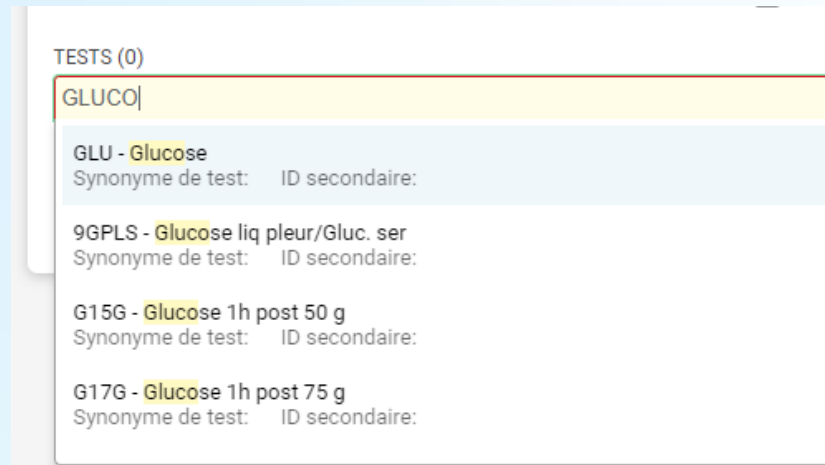 TESTS (0)
GLUCO
GLU - Glucose
Synonyme de test: ID secondaire:
9GPLS - Glucose liq pleur/Gluc. ser
Synonyme de test: ID secondaire:
G15G - Glucose 1h post 50 g
Synonyme de test: ID secondaire:
G17G - Glucose 1h post 75 g
Synonyme de test: ID secondaire: